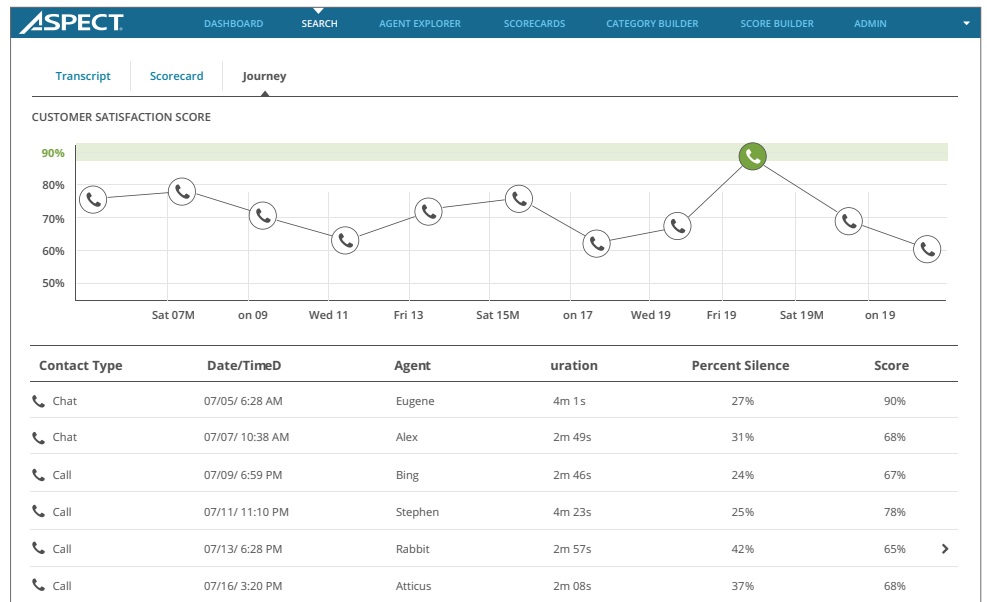 ASPECT DASHBOARD SEARCH AGENT EXPLORER SCORECARDS CATEGORY BUILDER SCORE BUILDER ADMIN
Transcript Scorecard Journey
CUSTOMER SATISFACTION SCORE
90%
80%
70%
60%
50%
Sat 07M on 09 Wed 11 Fri 13 Sat 15M on 17 Wed 19 Fri 19 Sat 19M on 19
Contact Type Date/TimeD Agent uration Percent Silence Score
Chat 07/05/ 6:28 AM Eugene 4m 1s 27% 90%
Chat 07/07/ 10:38 AM Alex 2m 49s 31% 68%
Call 07/09/ 6:59 PM Bing 2m 46s 24% 67%
Call 07/11/ 11:10 PM Stephen 4m 23s 25% 78%
Call 07/13/ 6:28 PM Rabbit 2m 57s 42% 65%
Call 07/16/ 3:20 PM Atticus 2m 08s 37% 68%